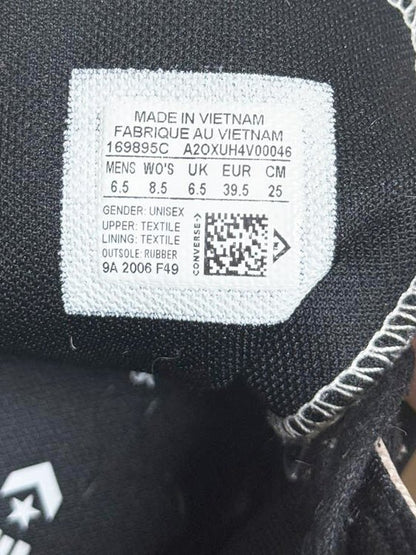 MADE IN VIETNAM
FABRIQUE AU VIETNAM
169895C A2OXUH4V00046
MENS WO'S UK EUR CM
6.5 8.5 6.5 39.5 25
GENDER: UNISEX
UPPER: TEXTILE
LINING: TEXTILE
OUTSOLE: RUBBER
9A 2006 F49
CONVERSE